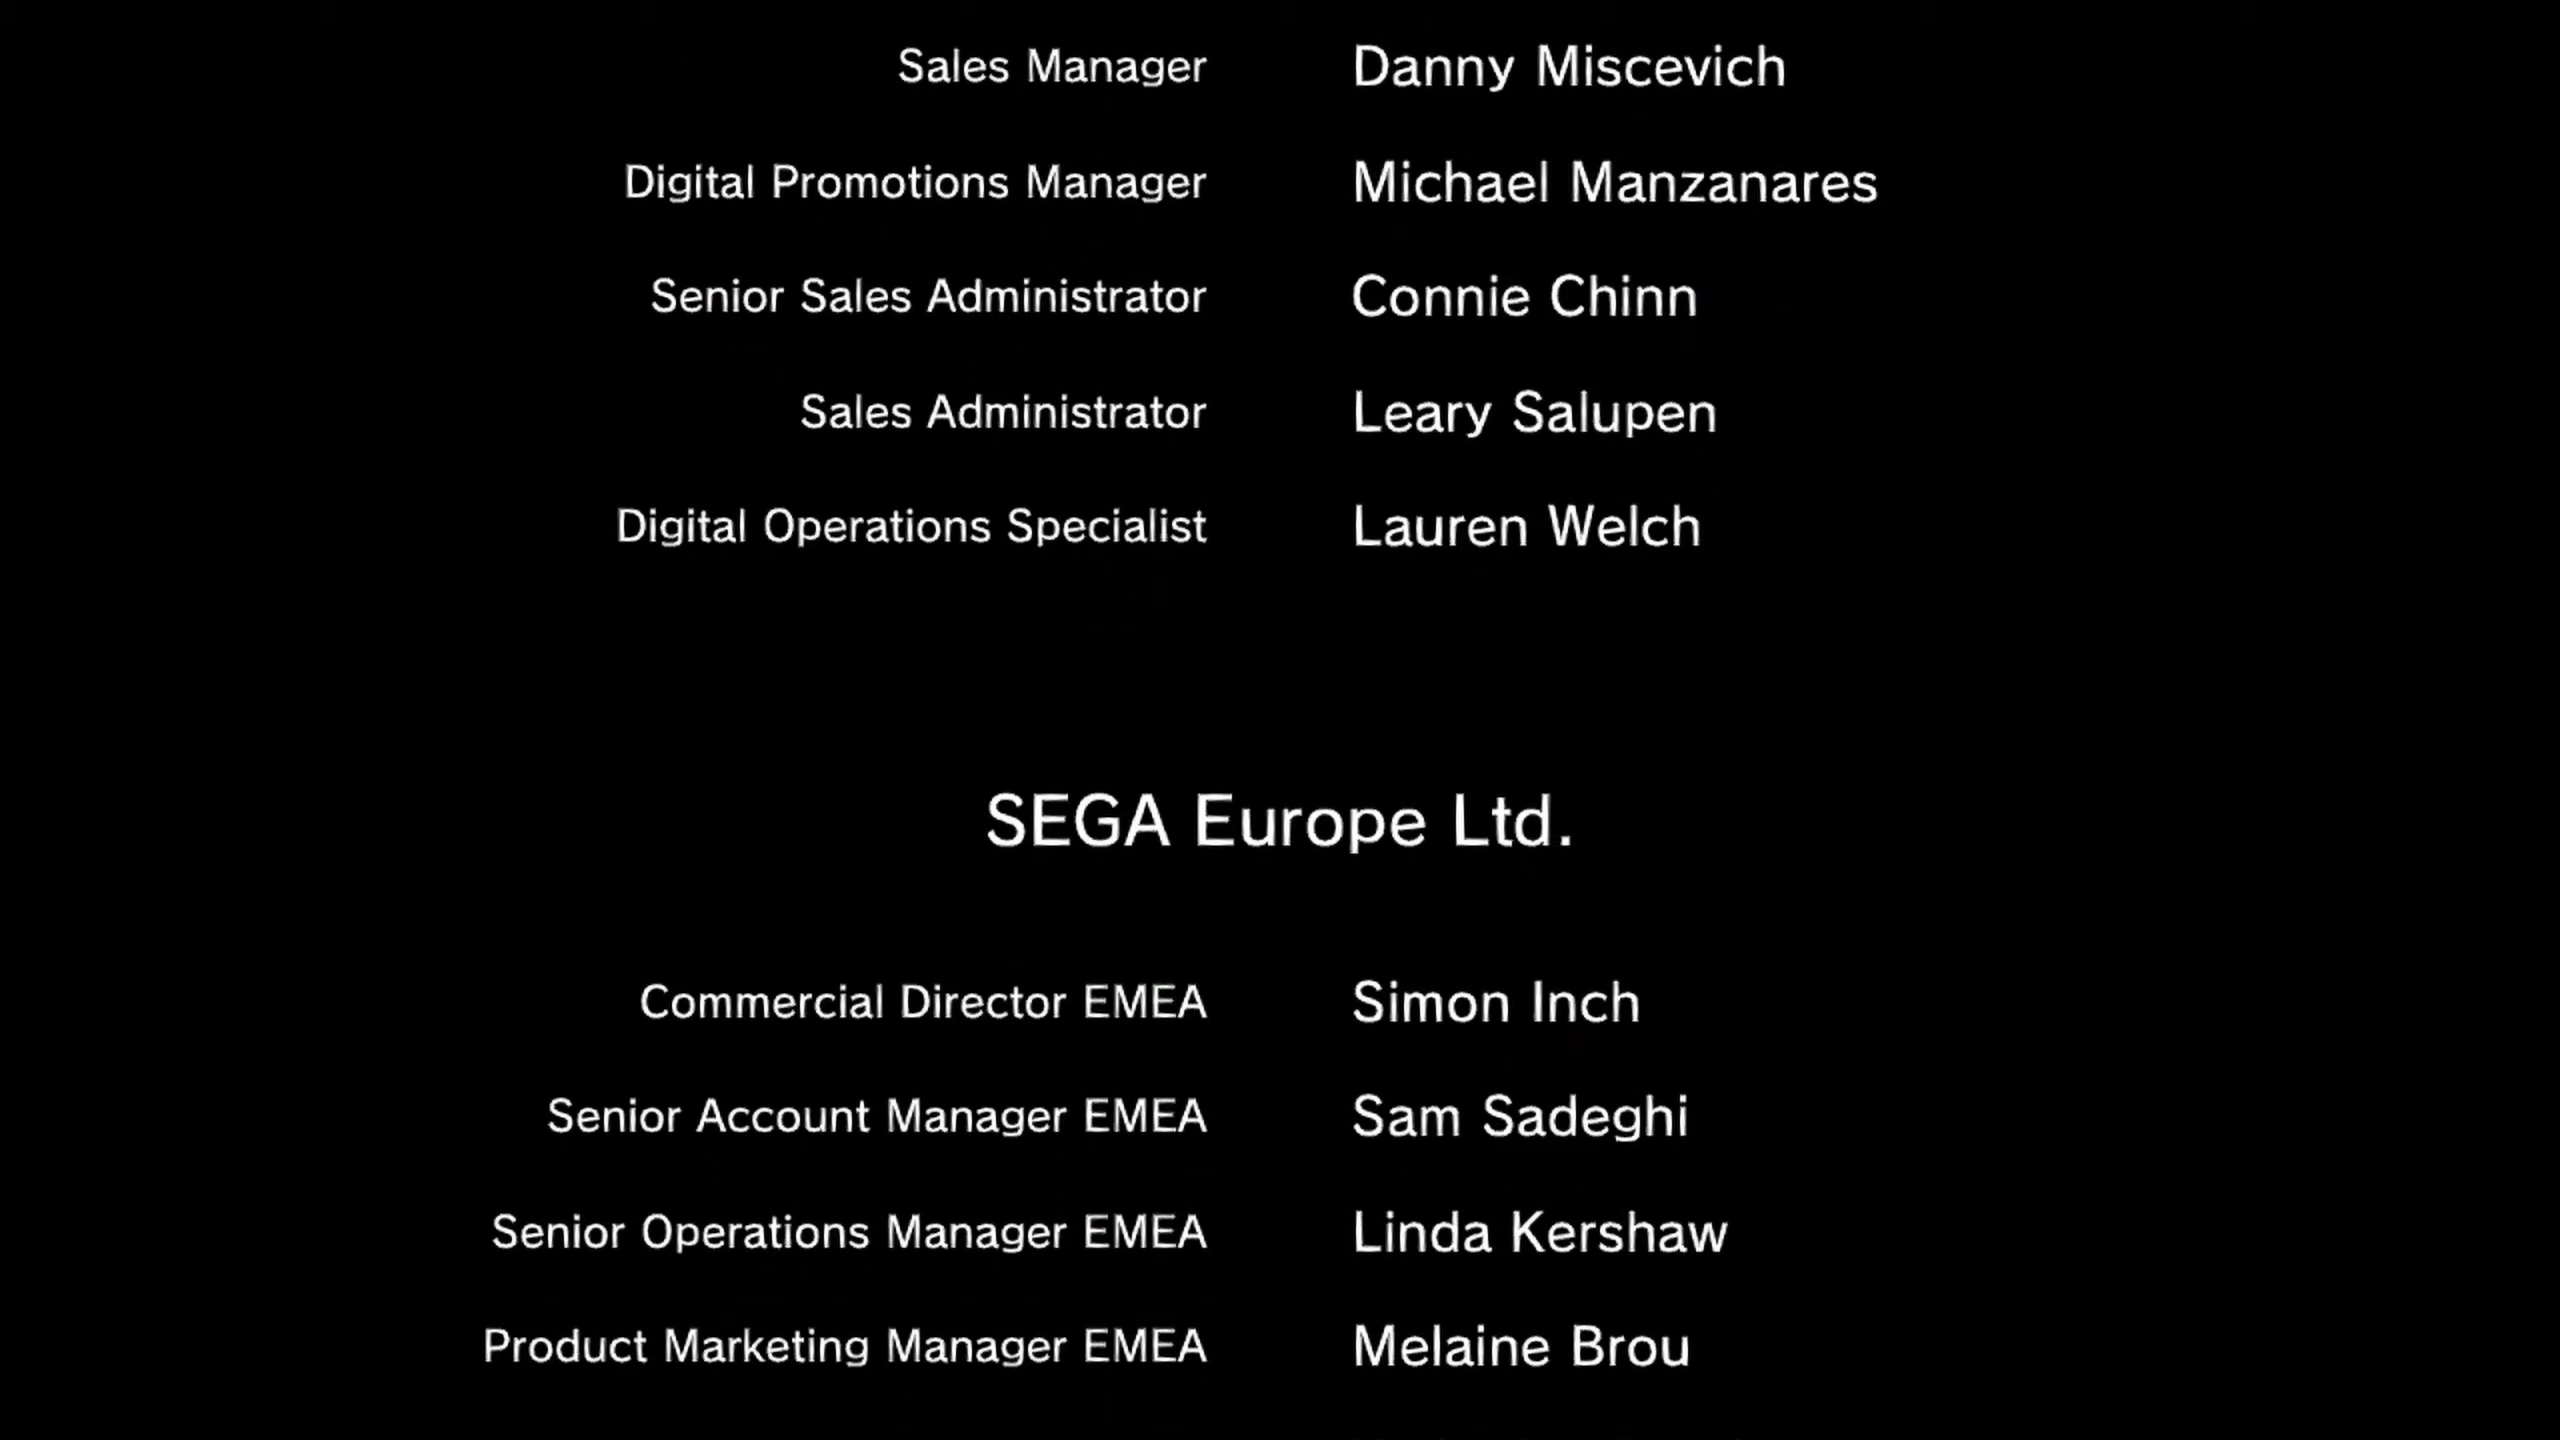 Sales Manager Danny Miscevich
Digital Promotions Manager Michael Manzanares
Senior Sales Administrator Connie Chinn
Sales Administrator Leary Salupen
Digital Operations Specialist Lauren Welch
SEGA Europe Ltd.
Commercial Director EMEA Simon Inch
Senior Account Manager EMEA Sam Sadeghi
Senior Operations Manager EMEA Linda Kershaw
Product Marketing Manager EMEA Melaine Brou